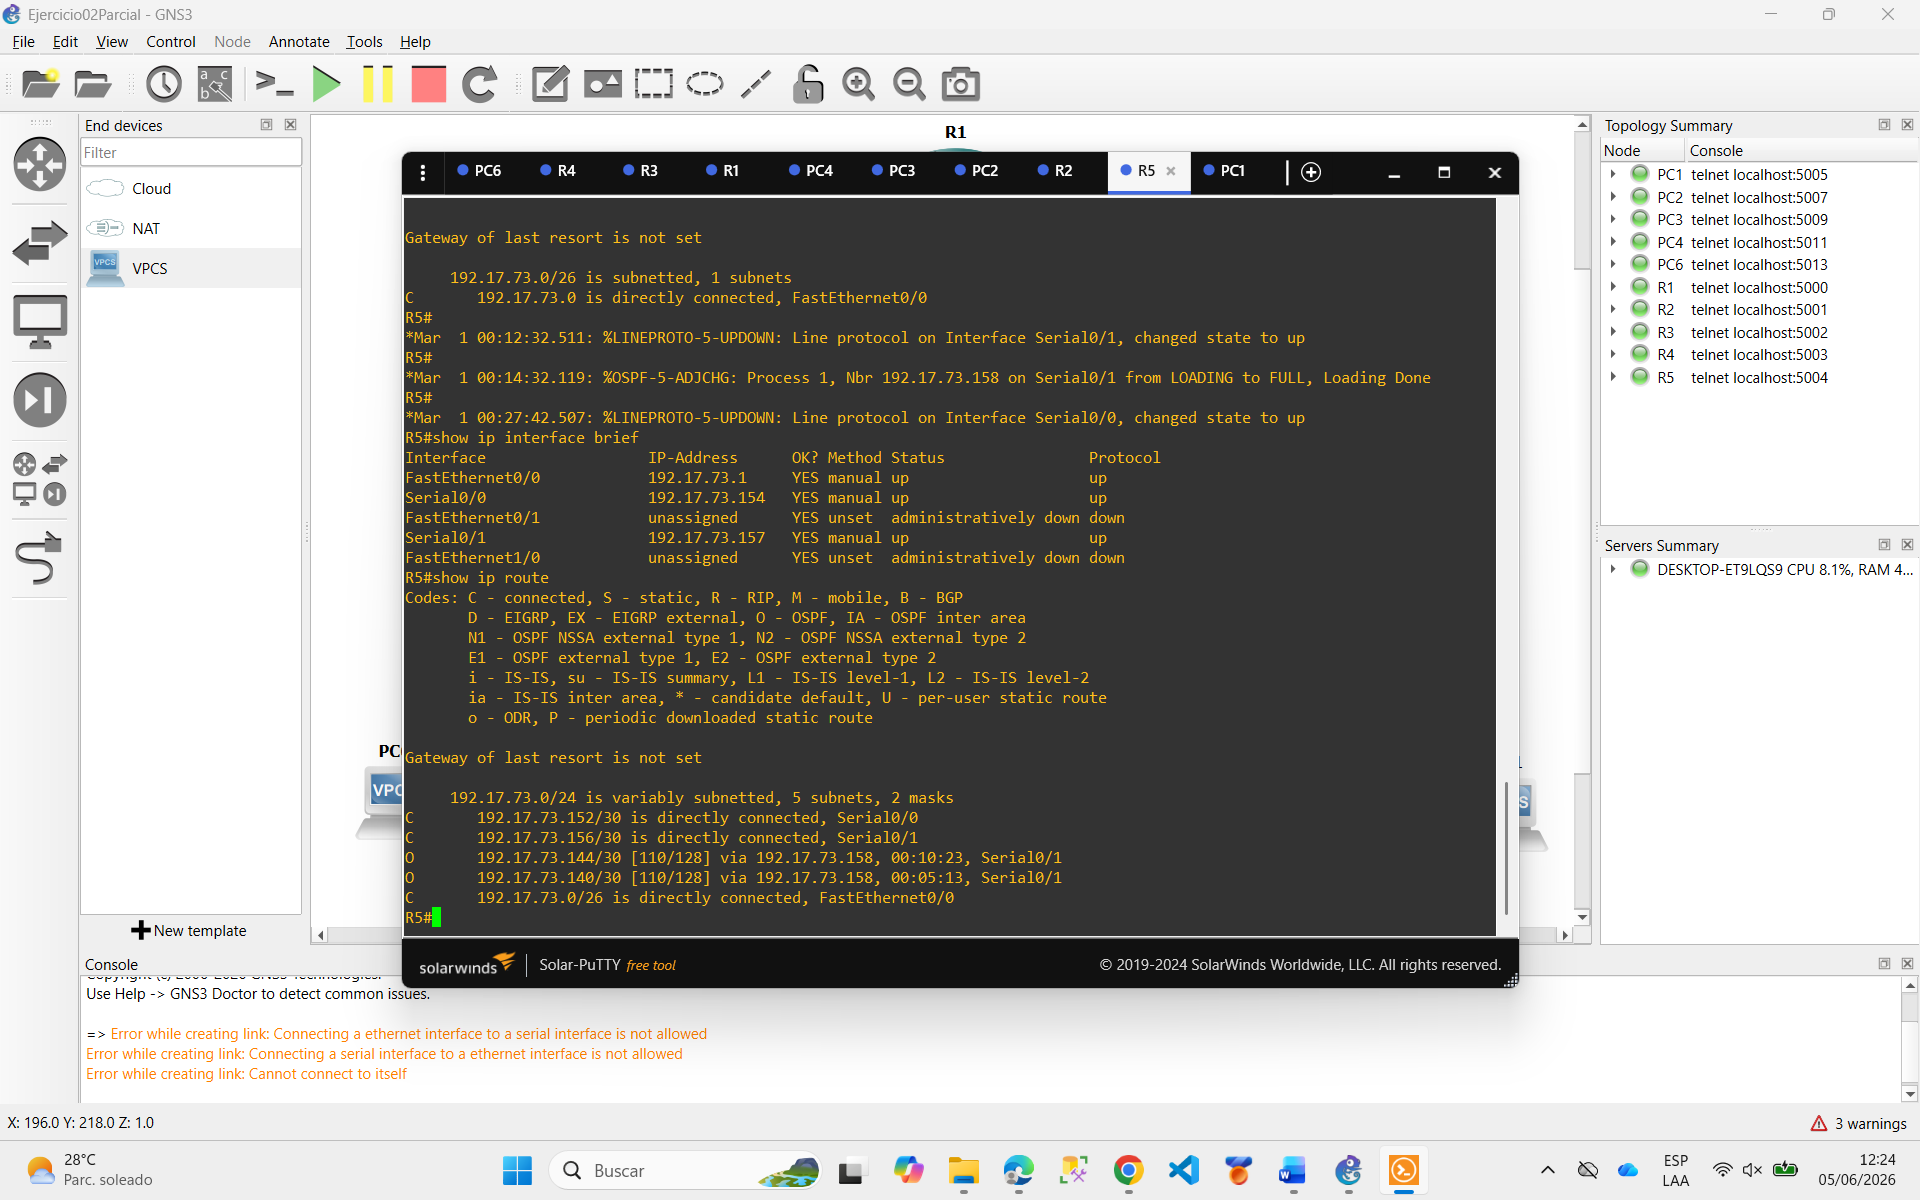 Ejercicio02Parcial - GNS3
File Edit View Control Node Annotate Tools Help
End devices
Filter
Cloud
NAT
VPCS
VPCS
New template
R1
PC6 R4 R3 R1 PC4 PC3 PC2 R2 R5 PC1
Gateway of last resort is not set
192.17.73.0/26 is subnetted, 1 subnets
C 192.17.73.0 is directly connected, FastEthernet0/0
R5#
*Mar 1 00:12:32.511: %LINEPROTO-5-UPDOWN: Line protocol on Interface Serial0/1, changed state to up
R5#
*Mar 1 00:14:32.119: %OSPF-5-ADJCHG: Process 1, Nbr 192.17.73.158 on Serial0/1 from LOADING to FULL, Loading Done
R5#
*Mar 1 00:27:42.507: %LINEPROTO-5-UPDOWN: Line protocol on Interface Serial0/0, changed state to up
R5#show ip interface brief
Interface IP-Address OK? Method Status Protocol
FastEthernet0/0 192.17.73.1 YES manual up up
Serial0/0 192.17.73.154 YES manual up up
FastEthernet0/1 unassigned YES unset administratively down down
Serial0/1 192.17.73.157 YES manual up up
FastEthernet1/0 unassigned YES unset administratively down down
R5#show ip route
Codes: C - connected, S - static, R - RIP, M - mobile, B - BGP
D - EIGRP, EX - EIGRP external, O - OSPF, IA - OSPF inter area
N1 - OSPF NSSA external type 1, N2 - OSPF NSSA external type 2
E1 - OSPF external type 1, E2 - OSPF external type 2
i - IS-IS, su - IS-IS summary, L1 - IS-IS level-1, L2 - IS-IS level-2
ia - IS-IS inter area, * - candidate default, U - per-user static route
o - ODR, P - periodic downloaded static route
Gateway of last resort is not set
192.17.73.0/24 is variably subnetted, 5 subnets, 2 masks
C 192.17.73.152/30 is directly connected, Serial0/0
C 192.17.73.156/30 is directly connected, Serial0/1
O 192.17.73.144/30 [110/128] via 192.17.73.158, 00:10:23, Serial0/1
O 192.17.73.140/30 [110/128] via 192.17.73.158, 00:05:13, Serial0/1
C 192.17.73.0/26 is directly connected, FastEthernet0/0
R5#
solarwinds Solar-PuTTY free tool © 2019-2024 SolarWinds Worldwide, LLC. All rights reserved.
Topology Summary
Node Console
PC1 telnet localhost:5005
PC2 telnet localhost:5007
PC3 telnet localhost:5009
PC4 telnet localhost:5011
PC6 telnet localhost:5013
R1 telnet localhost:5000
R2 telnet localhost:5001
R3 telnet localhost:5002
R4 telnet localhost:5003
R5 telnet localhost:5004
Servers Summary
DESKTOP-ET9LQS9 CPU 8.1%, RAM 4...
Console
Use Help -> GNS3 Doctor to detect common issues.
=> Error while creating link: Connecting a ethernet interface to a serial interface is not allowed
Error while creating link: Connecting a serial interface to a ethernet interface is not allowed
Error while creating link: Cannot connect to itself
X: 196.0 Y: 218.0 Z: 1.0
3 warnings
28°C
Parc. soleado
Buscar
ESP
LAA
12:24
05/06/2026